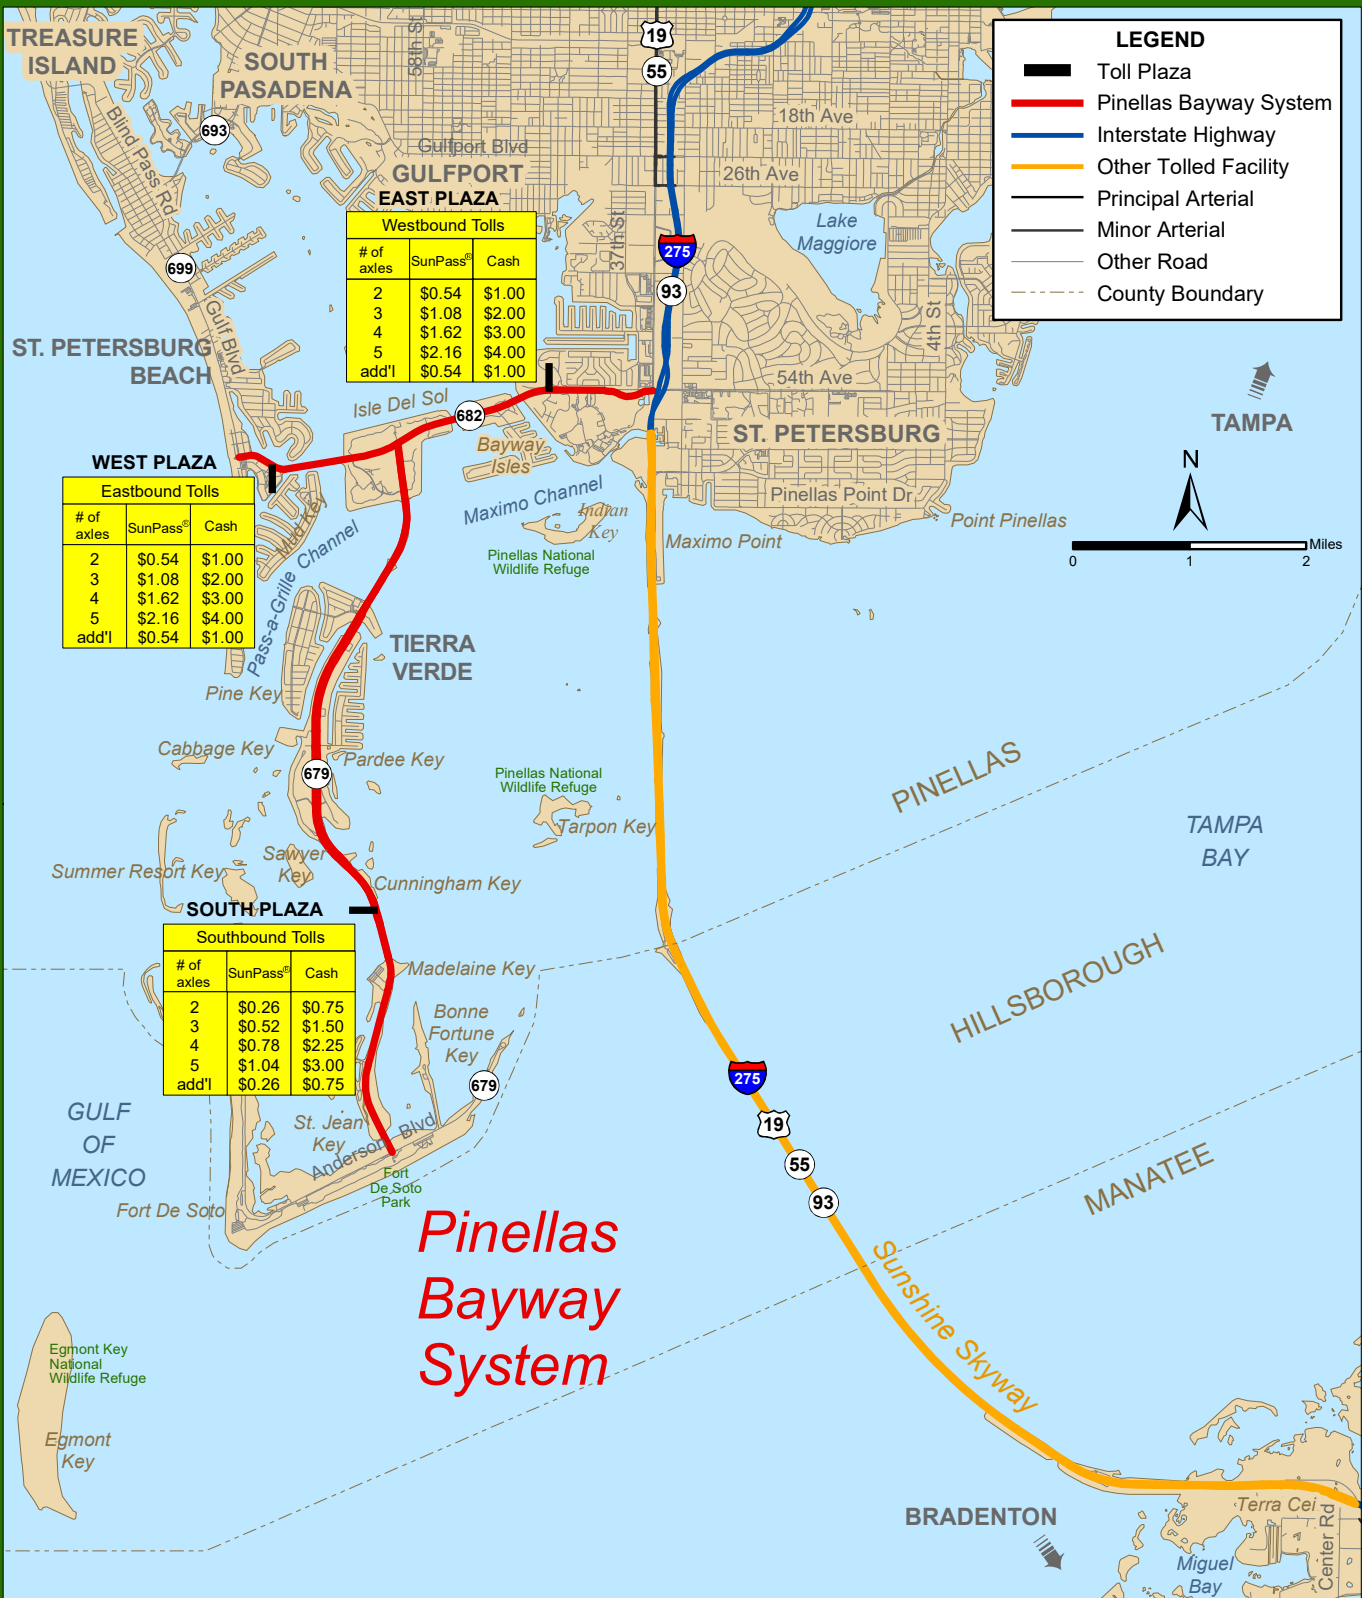 TREASURE
ISLAND
SOUTH
PASADENA
58th St
19
55
LEGEND
Toll Plaza
Pinellas Bayway System
Interstate Highway
Other Tolled Facility
Principal Arterial
Minor Arterial
Other Road
County Boundary
18th Ave
693
Blind Pass Rd
Gulfport Blvd
GULFPORT
26th Ave
EAST PLAZA
Westbound Tolls
# of axles SunPass® Cash
2 $0.54 $1.00
3 $1.08 $2.00
4 $1.62 $3.00
5 $2.16 $4.00
add'l $0.54 $1.00
37th St
275
93
Lake
Maggiore
4th St
699
Gulf Blvd
ST. PETERSBURG
BEACH
54th Ave
Isle Del Sol
682
Bayway
Isles
ST. PETERSBURG
TAMPA
N
Miles
0 1 2
WEST PLAZA
Eastbound Tolls
# of axles SunPass® Cash
2 $0.54 $1.00
3 $1.08 $2.00
4 $1.62 $3.00
5 $2.16 $4.00
add'l $0.54 $1.00
Mud Key
Pass-a-Grille Channel
Maximo Channel
Indian
Key
Pinellas Point Dr
Point Pinellas
Maximo Point
Pinellas National
Wildlife Refuge
TIERRA
VERDE
Pine Key
Cabbage Key
Pardee Key
679
Pinellas National
Wildlife Refuge
Tarpon Key
PINELLAS
TAMPA
BAY
Summer Resort Key
Sawyer
Key
Cunningham Key
SOUTH PLAZA
Southbound Tolls
# of axles SunPass® Cash
2 $0.26 $0.75
3 $0.52 $1.50
4 $0.78 $2.25
5 $1.04 $3.00
add'l $0.26 $0.75
Madelaine Key
Bonne
Fortune
Key
679
HILLSBOROUGH
275
19
55
93
GULF
OF
MEXICO
St. Jean
Key
Anderson Blvd
Fort
De Soto
Park
Fort De Soto
MANATEE
Pinellas
Bayway
System
Sunshine Skyway
Egmont Key
National
Wildlife Refuge
Egmont
Key
BRADENTON
Terra Cei
Center Rd
Miguel
Bay